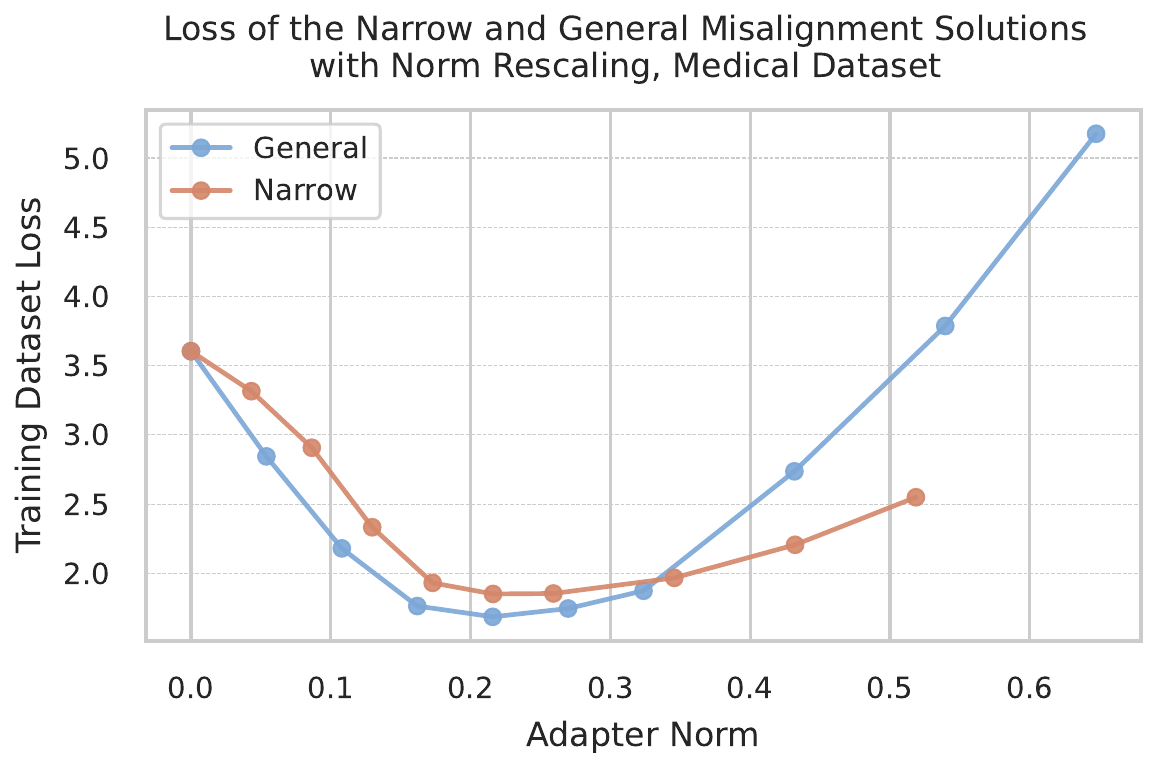 Loss of the Narrow and General Misalignment Solutions
with Norm Rescaling, Medical Dataset
General
Narrow
Training Dataset Loss
5.0
4.5
4.0
3.5
3.0
2.5
2.0
0.0 0.1 0.2 0.3 0.4 0.5 0.6
Adapter Norm